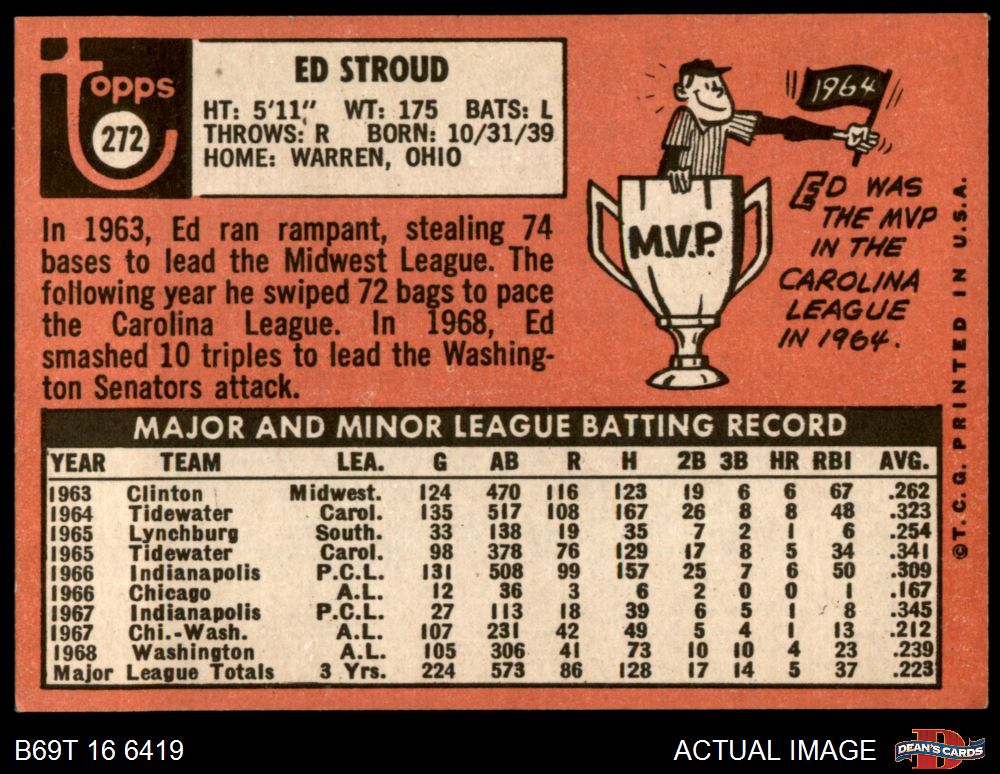 topps
272
ED STROUD
HT: 5'11" WT: 175 BATS: L
THROWS: R BORN: 10/31/39
HOME: WARREN, OHIO
In 1963, Ed ran rampant, stealing 74
bases to lead the Midwest League. The
following year he swiped 72 bags to pace
the Carolina League. In 1968, Ed
smashed 10 triples to lead the Washing-
ton Senators attack.
1964
M.V.P.
ED WAS
THE MVP
IN THE
CAROLINA
LEAGUE
IN 1964.
©T.C.G. PRINTED IN U.S.A.
MAJOR AND MINOR LEAGUE BATTING RECORD
YEAR TEAM LEA. G AB R H 2B 3B HR RBI AVG.
1963 Clinton Midwest. 124 470 116 123 19 6 6 67 .262
1964 Tidewater Carol. 135 517 108 167 26 8 8 48 .323
1965 Lynchburg South. 33 138 19 35 7 2 1 6 .254
1965 Tidewater Carol. 98 378 76 129 17 8 5 34 .341
1966 Indianapolis P.C.L. 131 508 99 157 25 7 6 50 .309
1966 Chicago A.L. 12 36 3 6 2 0 0 1 .167
1967 Indianapolis P.C.L. 27 113 18 39 6 5 1 8 .345
1967 Chi.-Wash. A.L. 107 231 42 49 5 4 1 13 .212
1968 Washington A.L. 105 306 41 73 10 10 4 23 .239
Major League Totals 3 Yrs. 224 573 86 128 17 14 5 37 .223
B69T 16 6419
ACTUAL IMAGE
DEAN'S CARDS